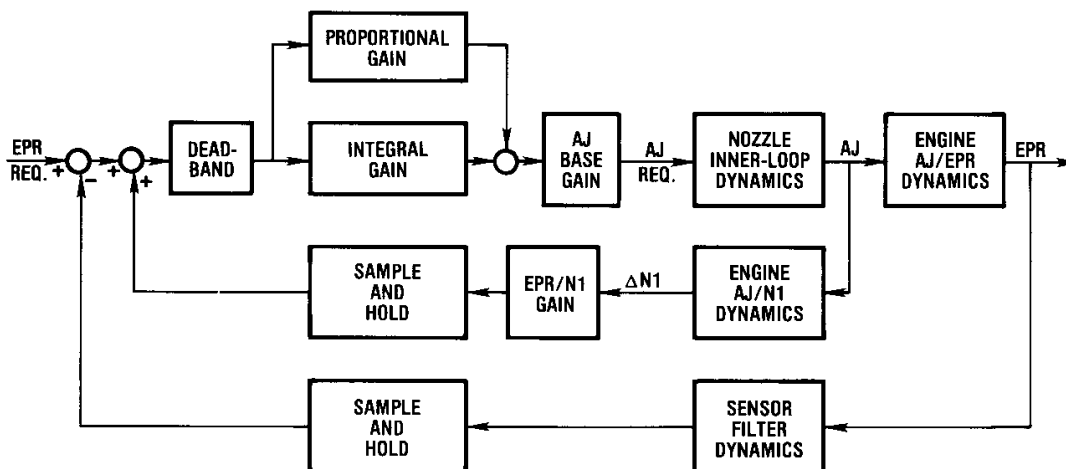 PROPORTIONAL
GAIN
EPR
REQ.
+
-
+
+
DEAD-
BAND
INTEGRAL
GAIN
AJ
BASE
GAIN
AJ
REQ.
NOZZLE
INNER-LOOP
DYNAMICS
AJ
ENGINE
AJ/EPR
DYNAMICS
EPR
SAMPLE
AND
HOLD
EPR/N1
GAIN
ΔN1
ENGINE
AJ/N1
DYNAMICS
SAMPLE
AND
HOLD
SENSOR
FILTER
DYNAMICS